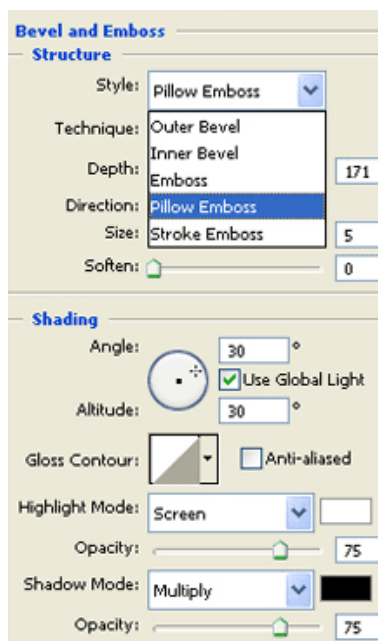 Bevel and Emboss
Structure
Style: Pillow Emboss
Technique: Outer Bevel
Inner Bevel
Depth: Emboss 171
Direction: Pillow Emboss
Size: Stroke Emboss 5
Soften: 0
Shading
Angle: 30 °
Use Global Light
Altitude: 30 °
Gloss Contour: Anti-aliased
Highlight Mode: Screen
Opacity: 75
Shadow Mode: Multiply
Opacity: 75